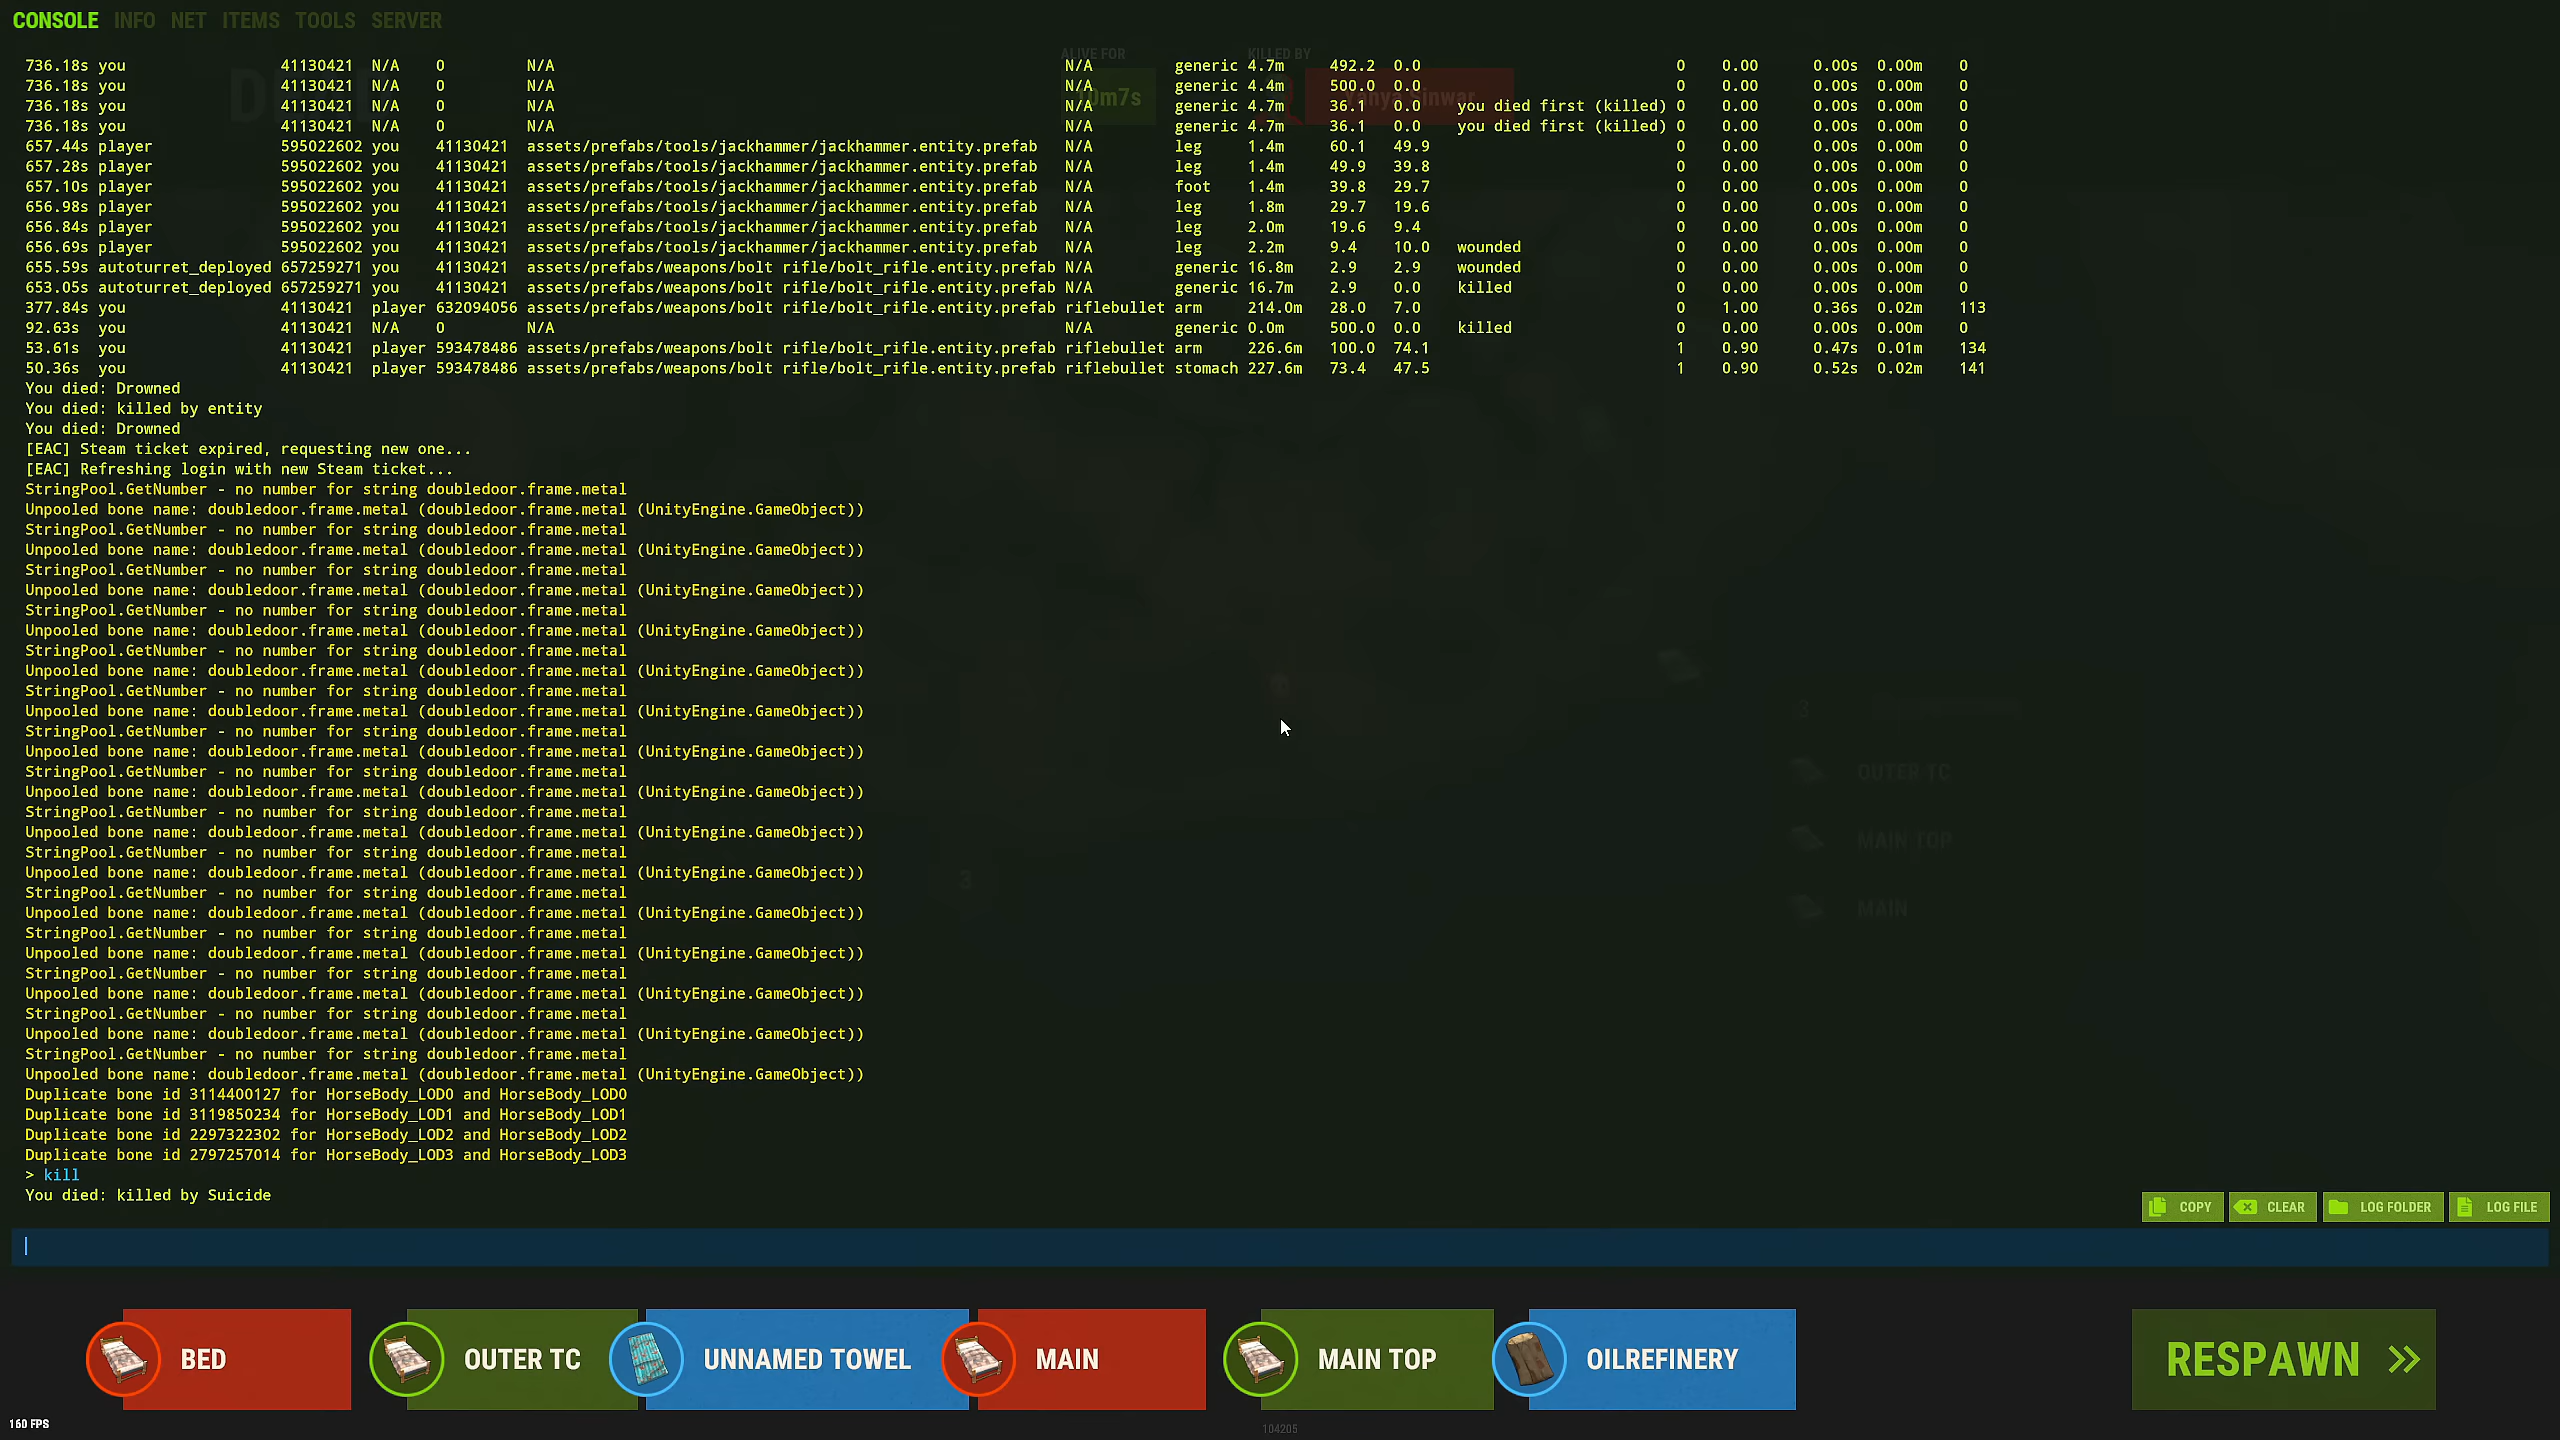 CONSOLE INFO NET ITEMS TOOLS SERVER
ALIVE FOR KILLED BY
736.18s you 41130421 N/A 0 N/A N/A generic 4.7m 492.2 0.0 0 0.00 0.00s 0.00m 0
736.18s you 41130421 N/A 0 N/A N/A generic 4.4m 500.0 0.0 0 0.00 0.00s 0.00m 0
736.18s you 41130421 N/A 0 N/A N/A generic 4.7m 36.1 0.0 you died first (killed) 0 0.00 0.00s 0.00m 0
736.18s you 41130421 N/A 0 N/A N/A generic 4.7m 36.1 0.0 you died first (killed) 0 0.00 0.00s 0.00m 0
657.44s player 595022602 you 41130421 assets/prefabs/tools/jackhammer/jackhammer.entity.prefab N/A leg 1.4m 60.1 49.9 0 0.00 0.00s 0.00m 0
657.28s player 595022602 you 41130421 assets/prefabs/tools/jackhammer/jackhammer.entity.prefab N/A leg 1.4m 49.9 39.8 0 0.00 0.00s 0.00m 0
657.10s player 595022602 you 41130421 assets/prefabs/tools/jackhammer/jackhammer.entity.prefab N/A foot 1.4m 39.8 29.7 0 0.00 0.00s 0.00m 0
656.98s player 595022602 you 41130421 assets/prefabs/tools/jackhammer/jackhammer.entity.prefab N/A leg 1.8m 29.7 19.6 0 0.00 0.00s 0.00m 0
656.84s player 595022602 you 41130421 assets/prefabs/tools/jackhammer/jackhammer.entity.prefab N/A leg 2.0m 19.6 9.4 0 0.00 0.00s 0.00m 0
656.69s player 595022602 you 41130421 assets/prefabs/tools/jackhammer/jackhammer.entity.prefab N/A leg 2.2m 9.4 10.0 wounded 0 0.00 0.00s 0.00m 0
655.59s autoturret_deployed 657259271 you 41130421 assets/prefabs/weapons/bolt rifle/bolt_rifle.entity.prefab N/A generic 16.8m 2.9 2.9 wounded 0 0.00 0.00s 0.00m 0
653.05s autoturret_deployed 657259271 you 41130421 assets/prefabs/weapons/bolt rifle/bolt_rifle.entity.prefab N/A generic 16.7m 2.9 0.0 killed 0 0.00 0.00s 0.00m 0
377.84s you 41130421 player 632094056 assets/prefabs/weapons/bolt rifle/bolt_rifle.entity.prefab riflebullet arm 214.0m 28.0 7.0 0 1.00 0.36s 0.02m 113
92.63s you 41130421 N/A 0 N/A N/A generic 0.0m 500.0 0.0 killed 0 0.00 0.00s 0.00m 0
53.61s you 41130421 player 593478486 assets/prefabs/weapons/bolt rifle/bolt_rifle.entity.prefab riflebullet arm 226.6m 100.0 74.1 1 0.90 0.47s 0.01m 134
50.36s you 41130421 player 593478486 assets/prefabs/weapons/bolt rifle/bolt_rifle.entity.prefab riflebullet stomach 227.6m 73.4 47.5 1 0.90 0.52s 0.02m 141
You died: Drowned
You died: killed by entity
You died: Drowned
[EAC] Steam ticket expired, requesting new one...
[EAC] Refreshing login with new Steam ticket...
StringPool.GetNumber - no number for string doubledoor.frame.metal
Unpooled bone name: doubledoor.frame.metal (doubledoor.frame.metal (UnityEngine.GameObject))
StringPool.GetNumber - no number for string doubledoor.frame.metal
Unpooled bone name: doubledoor.frame.metal (doubledoor.frame.metal (UnityEngine.GameObject))
StringPool.GetNumber - no number for string doubledoor.frame.metal
Unpooled bone name: doubledoor.frame.metal (doubledoor.frame.metal (UnityEngine.GameObject))
StringPool.GetNumber - no number for string doubledoor.frame.metal
Unpooled bone name: doubledoor.frame.metal (doubledoor.frame.metal (UnityEngine.GameObject))
StringPool.GetNumber - no number for string doubledoor.frame.metal
Unpooled bone name: doubledoor.frame.metal (doubledoor.frame.metal (UnityEngine.GameObject))
StringPool.GetNumber - no number for string doubledoor.frame.metal
Unpooled bone name: doubledoor.frame.metal (doubledoor.frame.metal (UnityEngine.GameObject))
StringPool.GetNumber - no number for string doubledoor.frame.metal
Unpooled bone name: doubledoor.frame.metal (doubledoor.frame.metal (UnityEngine.GameObject))
StringPool.GetNumber - no number for string doubledoor.frame.metal
Unpooled bone name: doubledoor.frame.metal (doubledoor.frame.metal (UnityEngine.GameObject))
StringPool.GetNumber - no number for string doubledoor.frame.metal
Unpooled bone name: doubledoor.frame.metal (doubledoor.frame.metal (UnityEngine.GameObject))
StringPool.GetNumber - no number for string doubledoor.frame.metal
Unpooled bone name: doubledoor.frame.metal (doubledoor.frame.metal (UnityEngine.GameObject))
StringPool.GetNumber - no number for string doubledoor.frame.metal
Unpooled bone name: doubledoor.frame.metal (doubledoor.frame.metal (UnityEngine.GameObject))
StringPool.GetNumber - no number for string doubledoor.frame.metal
Unpooled bone name: doubledoor.frame.metal (doubledoor.frame.metal (UnityEngine.GameObject))
StringPool.GetNumber - no number for string doubledoor.frame.metal
Unpooled bone name: doubledoor.frame.metal (doubledoor.frame.metal (UnityEngine.GameObject))
StringPool.GetNumber - no number for string doubledoor.frame.metal
Unpooled bone name: doubledoor.frame.metal (doubledoor.frame.metal (UnityEngine.GameObject))
StringPool.GetNumber - no number for string doubledoor.frame.metal
Unpooled bone name: doubledoor.frame.metal (doubledoor.frame.metal (UnityEngine.GameObject))
Duplicate bone id 3114400127 for HorseBody_LOD0 and HorseBody_LOD0
Duplicate bone id 3119850234 for HorseBody_LOD1 and HorseBody_LOD1
Duplicate bone id 2297322302 for HorseBody_LOD2 and HorseBody_LOD2
Duplicate bone id 2797257014 for HorseBody_LOD3 and HorseBody_LOD3
> kill
You died: killed by Suicide
3
OUTER TC
MAIN TOP
3
MAIN
COPY CLEAR LOG FOLDER LOG FILE
BED OUTER TC UNNAMED TOWEL MAIN MAIN TOP OILREFINERY RESPAWN >>
160 FPS
104205